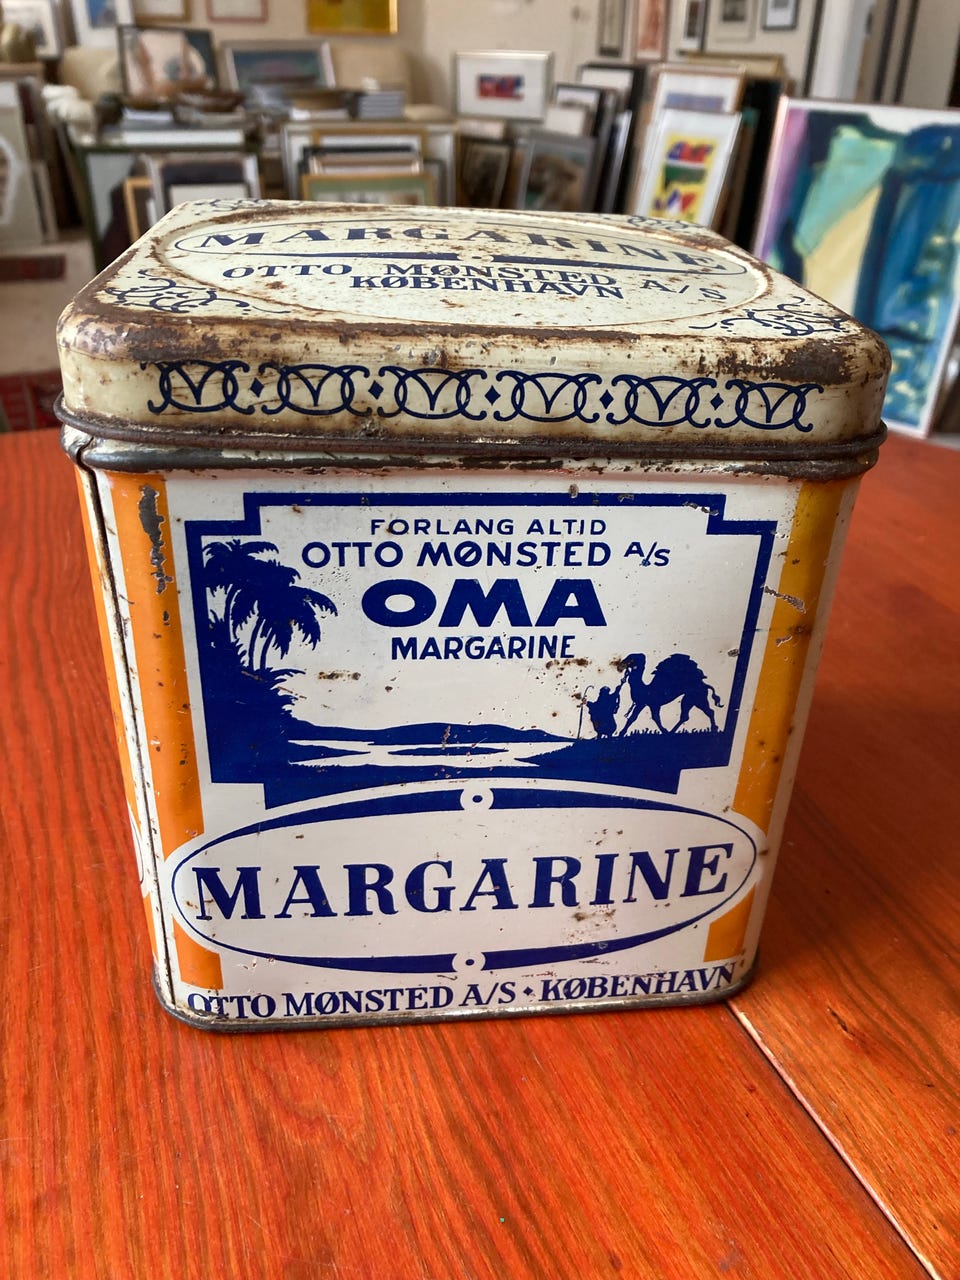 MARGARINE
OTTO MØNSTED A/S
KØBENHAVN
FORLANG ALTID
OTTO MØNSTED A/S
OMA
MARGARINE
MARGARINE
OTTO MØNSTED A/S · KØBENHAVN